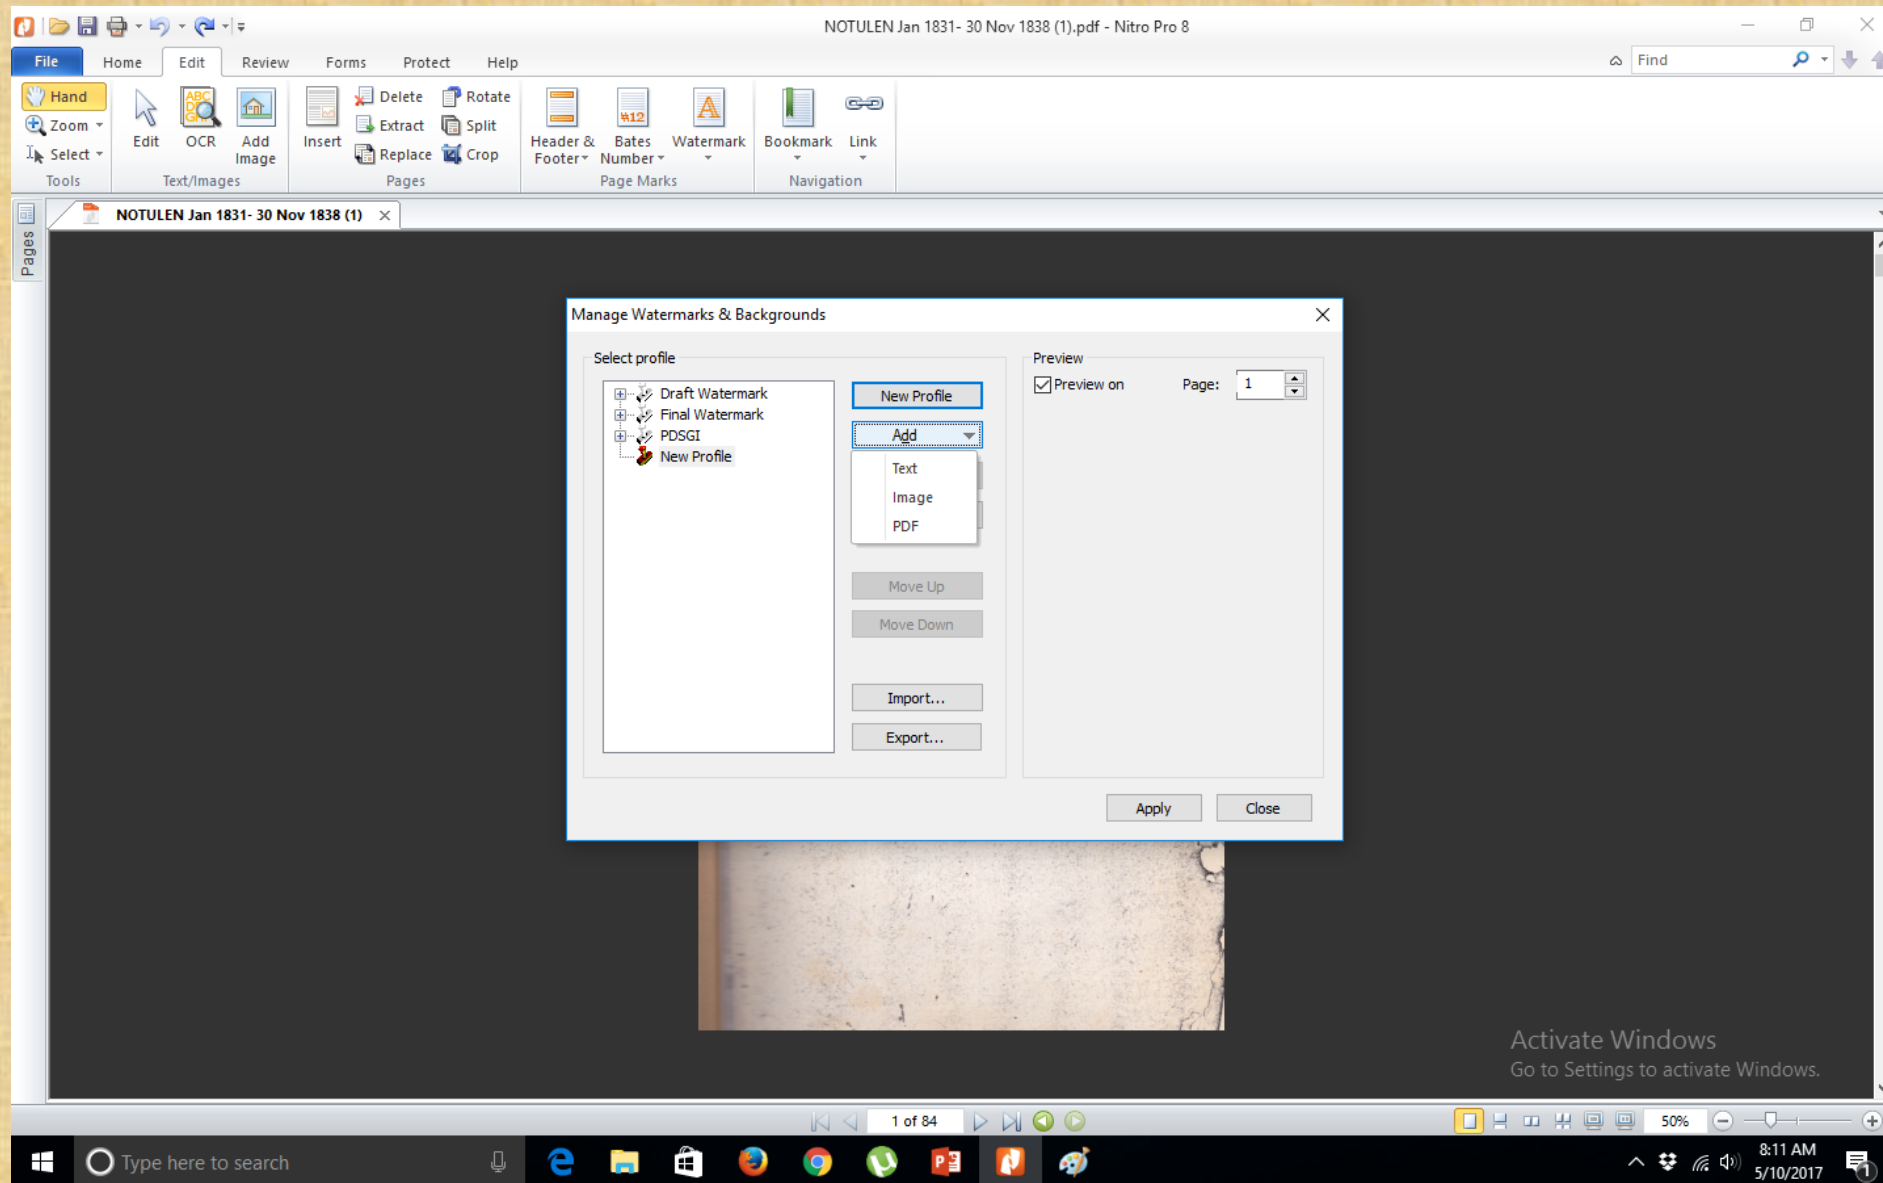 NOTULEN Jan 1831- 30 Nov 1838 (1).pdf - Nitro Pro 8
File Home Edit Review Forms Protect Help
Find
Hand
Zoom
Select
Tools
Edit
OCR
Add
Image
Text/Images
Insert
Delete
Extract
Replace
Rotate
Split
Crop
Pages
Header &
Footer
Bates
Number
Watermark
Page Marks
Bookmark
Link
Navigation
NOTULEN Jan 1831- 30 Nov 1838 (1)
Pages
Manage Watermarks & Backgrounds
Select profile
Draft Watermark
Final Watermark
PDSGI
New Profile
New Profile
Add
Text
Image
PDF
Move Up
Move Down
Import...
Export...
Preview
Preview on
Page: 1
Apply
Close
Activate Windows
Go to Settings to activate Windows.
1 of 84
50%
Type here to search
8:11 AM
5/10/2017
1